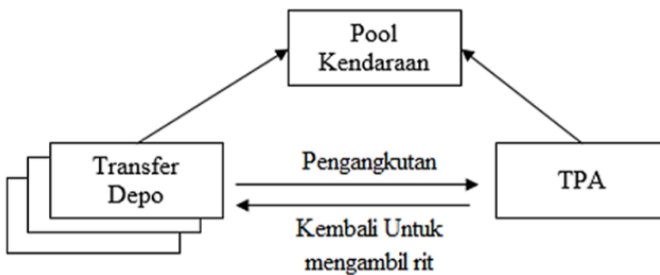 Pool
Kendaraan
Transfer
Depo
Pengangkutan
TPA
Kembali Untuk
mengambil rit